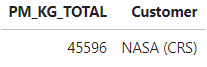 PM_KG_TOTAL Customer
45596 NASA (CRS)